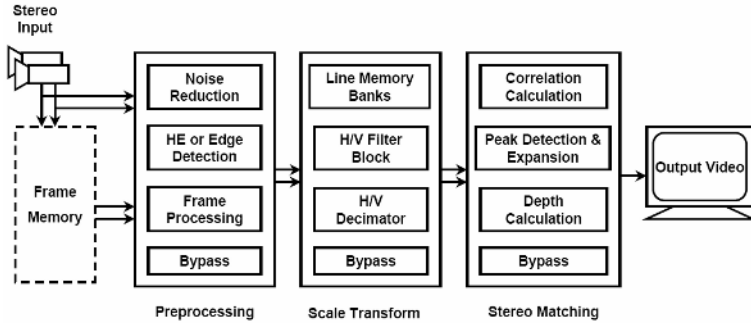 Stereo
Input
Frame
Memory
Noise
Reduction
HE or Edge
Detection
Frame
Processing
Bypass
Preprocessing
Line Memory
Banks
H/V Filter
Block
H/V
Decimator
Bypass
Scale Transform
Correlation
Calculation
Peak Detection &
Expansion
Depth
Calculation
Bypass
Stereo Matching
Output Video